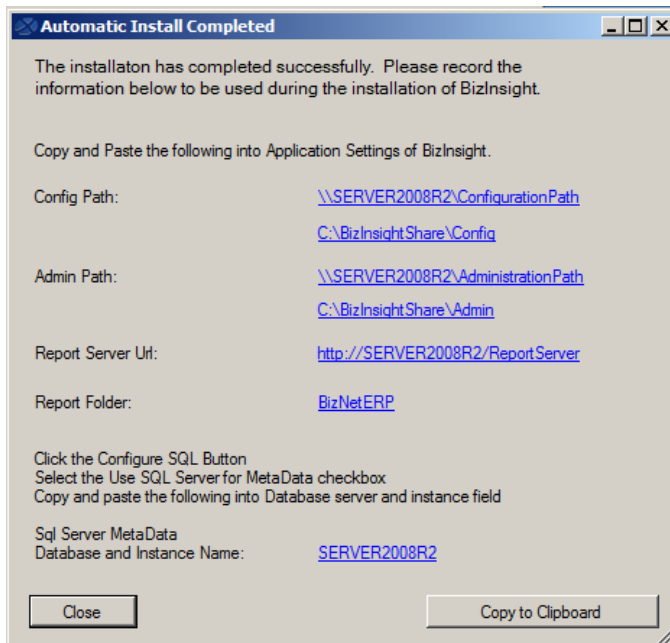 Automatic Install Completed
The installaton has completed successfully. Please record the
information below to be used during the installation of BizInsight.
Copy and Paste the following into Application Settings of BizInsight.
Config Path: \\SERVER2008R2\ConfigurationPath
C:\BizInsightShare\Config
Admin Path: \\SERVER2008R2\AdministrationPath
C:\BizInsightShare\Admin
Report Server Url: http://SERVER2008R2/ReportServer
Report Folder: BizNetERP
Click the Configure SQL Button
Select the Use SQL Server for MetaData checkbox
Copy and paste the following into Database server and instance field
Sql Server MetaData
Database and Instance Name: SERVER2008R2
Close Copy to Clipboard